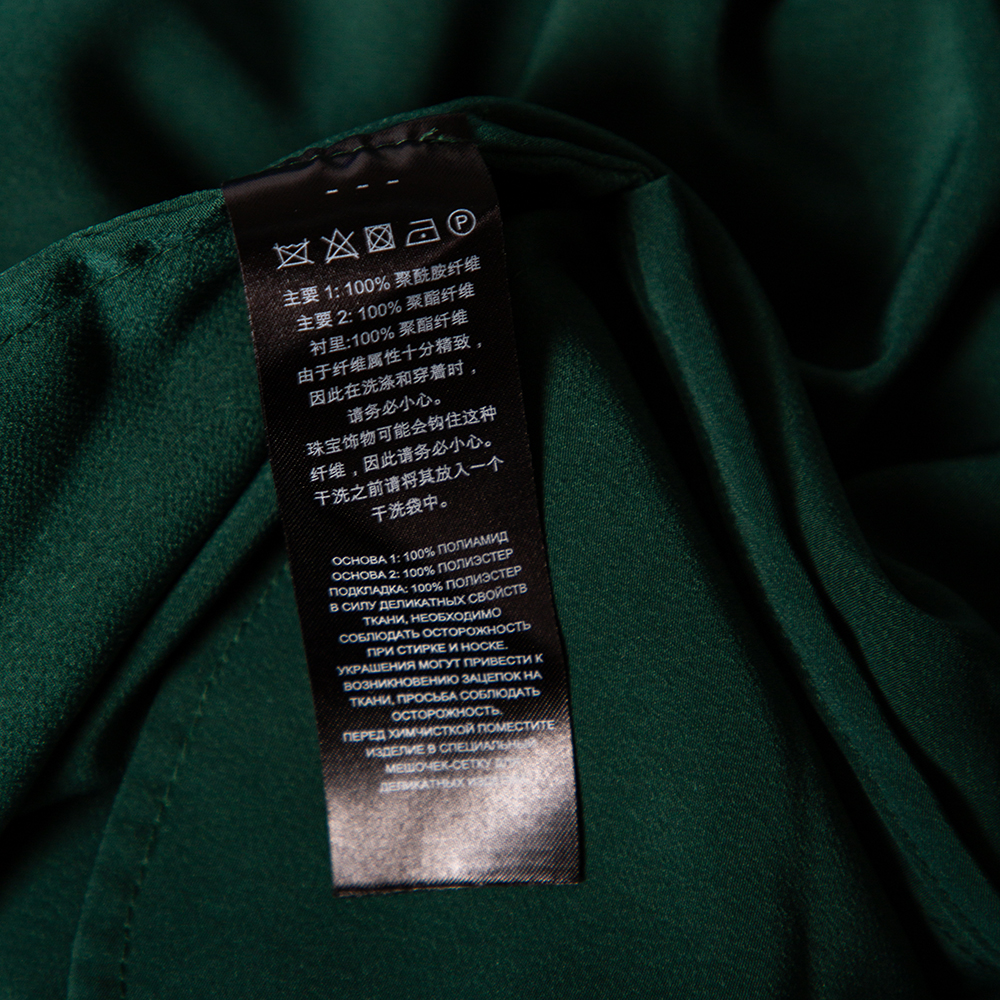 - - -
P
主要 1: 100% 聚酰胺纤维
主要 2: 100% 聚酯纤维
衬里:100% 聚酯纤维
由于纤维属性十分精致，
因此在洗涤和穿着时，
请务必小心。
珠宝饰物可能会钩住这种
纤维，因此请务必小心。
干洗之前请将其放入一个
干洗袋中。
ОСНОВА 1: 100% ПОЛИАМИД
ОСНОВА 2: 100% ПОЛИЭСТЕР
ПОДКЛАДКА: 100% ПОЛИЭСТЕР
В СИЛУ ДЕЛИКАТНЫХ СВОЙСТВ
ТКАНИ, НЕОБХОДИМО
СОБЛЮДАТЬ ОСТОРОЖНОСТЬ
ПРИ СТИРКЕ И НОСКЕ.
УКРАШЕНИЯ МОГУТ ПРИВЕСТИ К
ВОЗНИКНОВЕНИЮ ЗАЦЕПОК НА
ТКАНИ, ПРОСЬБА СОБЛЮДАТЬ
ОСТОРОЖНОСТЬ.
ПЕРЕД ХИМЧИСТКОЙ ПОМЕСТИТЕ
ИЗДЕЛИЕ В СПЕЦИАЛЬНЫЙ
МЕШОЧЕК-СЕТКУ ДЛЯ
ДЕЛИКАТНЫХ